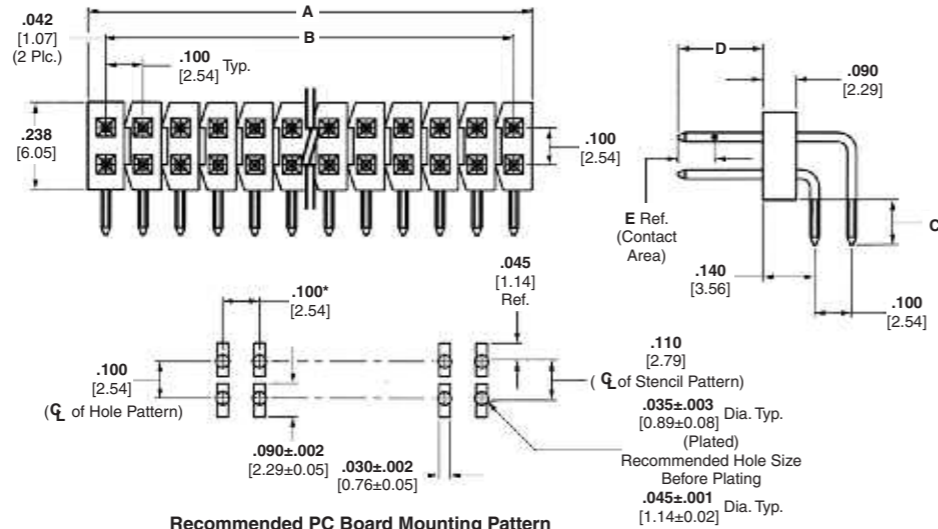 A
.042
[1.07]
(2 Plc.)
B
.100
[2.54]
Typ.
.238
[6.05]
.100
[2.54]
D
.090
[2.29]
E Ref.
(Contact
Area)
C
.140
[3.56]
.100
[2.54]
.100*
[2.54]
.045
[1.14]
Ref.
.100
[2.54]
(℄ of Hole Pattern)
.110
[2.79]
(℄ of Stencil Pattern)
.090±.002
[2.29±0.05]
.030±.002
[0.76±0.05]
.035±.003
[0.89±0.08]
Dia. Typ.
(Plated)
Recommended Hole Size
Before Plating
.045±.001
[1.14±0.02]
Dia. Typ.
Recommended PC Board Mounting Pattern